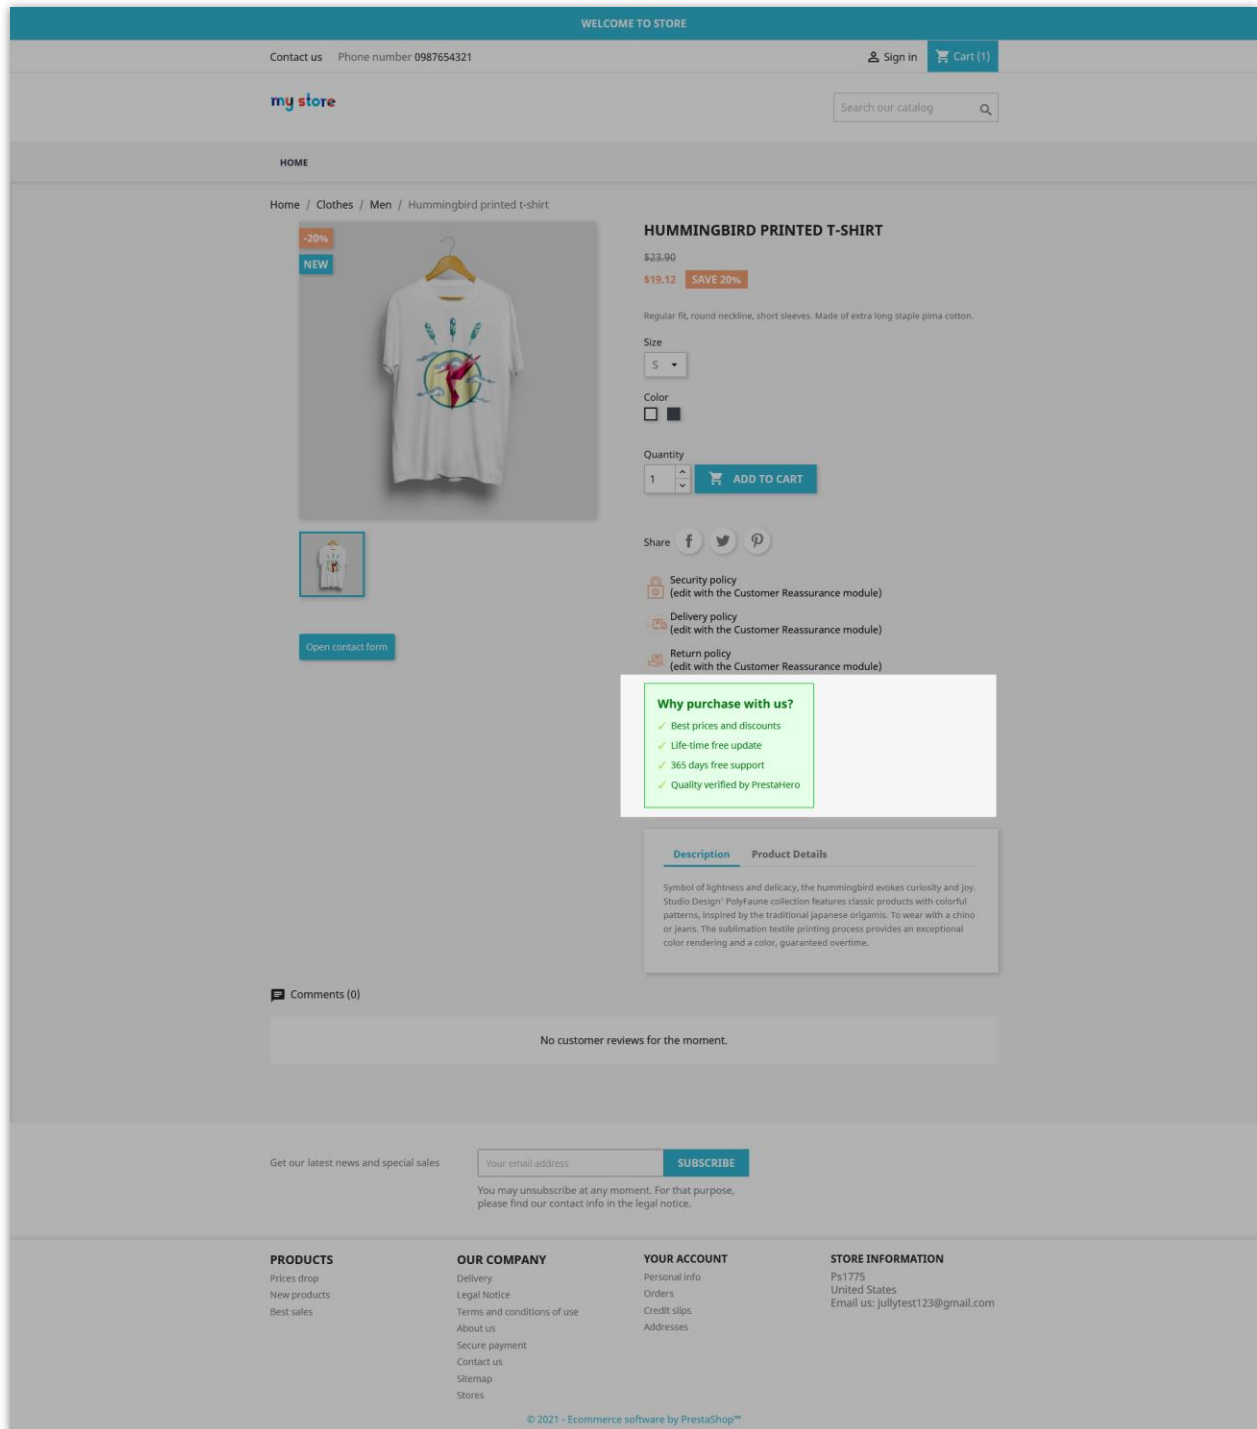 WELCOME TO STORE
Contact us Phone number 0987654321 Sign in Cart (1)
my store
Search our catalog
HOME
Home / Clothes / Men / Hummingbird printed t-shirt
-20%
NEW
HUMMINGBIRD PRINTED T-SHIRT
$23.90
$19.12 SAVE 20%
Regular fit, round neckline, short sleeves. Made of extra long staple pima cotton.
Size
S
Color
Quantity
1 ADD TO CART
Share
Security policy
(edit with the Customer Reassurance module)
Delivery policy
(edit with the Customer Reassurance module)
Return policy
(edit with the Customer Reassurance module)
Open contact form
Why purchase with us?
✓ Best prices and discounts
✓ Life-time free update
✓ 365 days free support
✓ Quality verified by PrestaHero
Description Product Details
Symbol of lightness and delicacy, the hummingbird evokes curiosity and joy.
Studio Design' PolyFaune collection features classic products with colorful
patterns, inspired by the traditional japanese origamis. To wear with a chino
or jeans. The sublimation textile printing process provides an exceptional
color rendering and a color, guaranteed overtime.
Comments (0)
No customer reviews for the moment.
Get our latest news and special sales
Your email address SUBSCRIBE
You may unsubscribe at any moment. For that purpose,
please find our contact info in the legal notice.
PRODUCTS
Prices drop
New products
Best sales
OUR COMPANY
Delivery
Legal Notice
Terms and conditions of use
About us
Secure payment
Contact us
Sitemap
Stores
YOUR ACCOUNT
Personal info
Orders
Credit slips
Addresses
STORE INFORMATION
Ps1775
United States
Email us: jullytest123@gmail.com
© 2021 - Ecommerce software by PrestaShop™